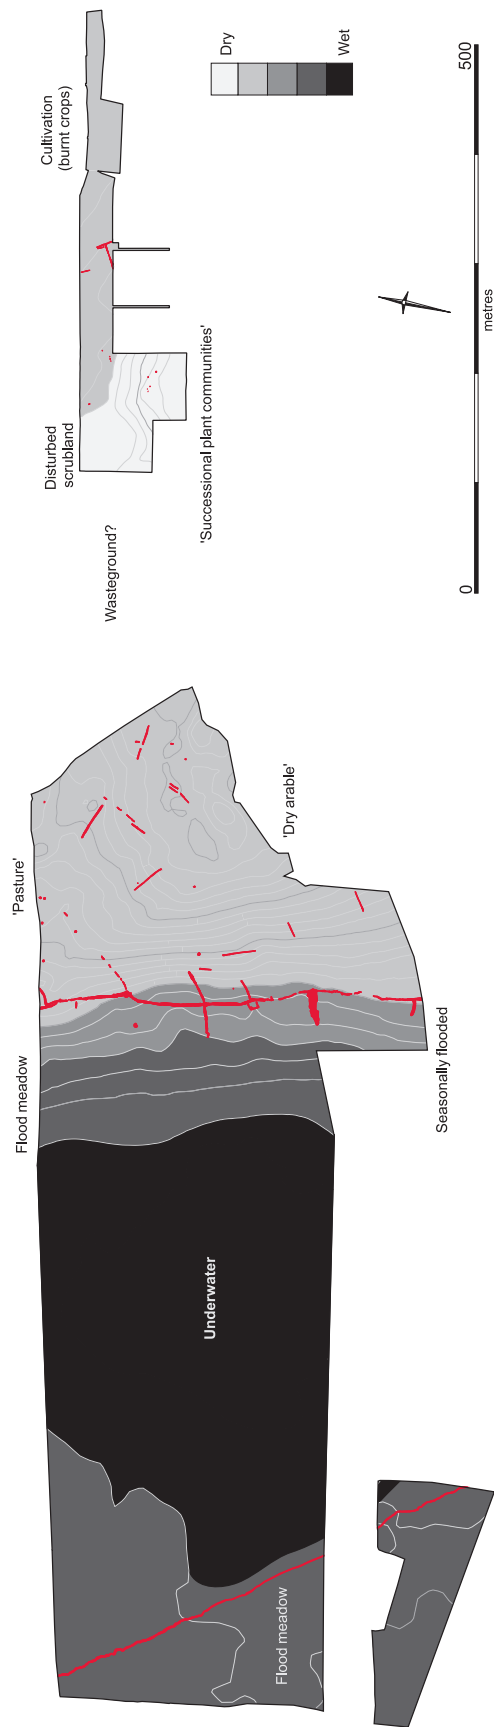 Dry
Wet
Cultivation
(burnt crops)
Disturbed
scrubland
'Successional plant communities'
Wasteground?
500
metres
0
'Pasture'
'Dry arable'
Flood meadow
Seasonally flooded
Underwater
Flood meadow